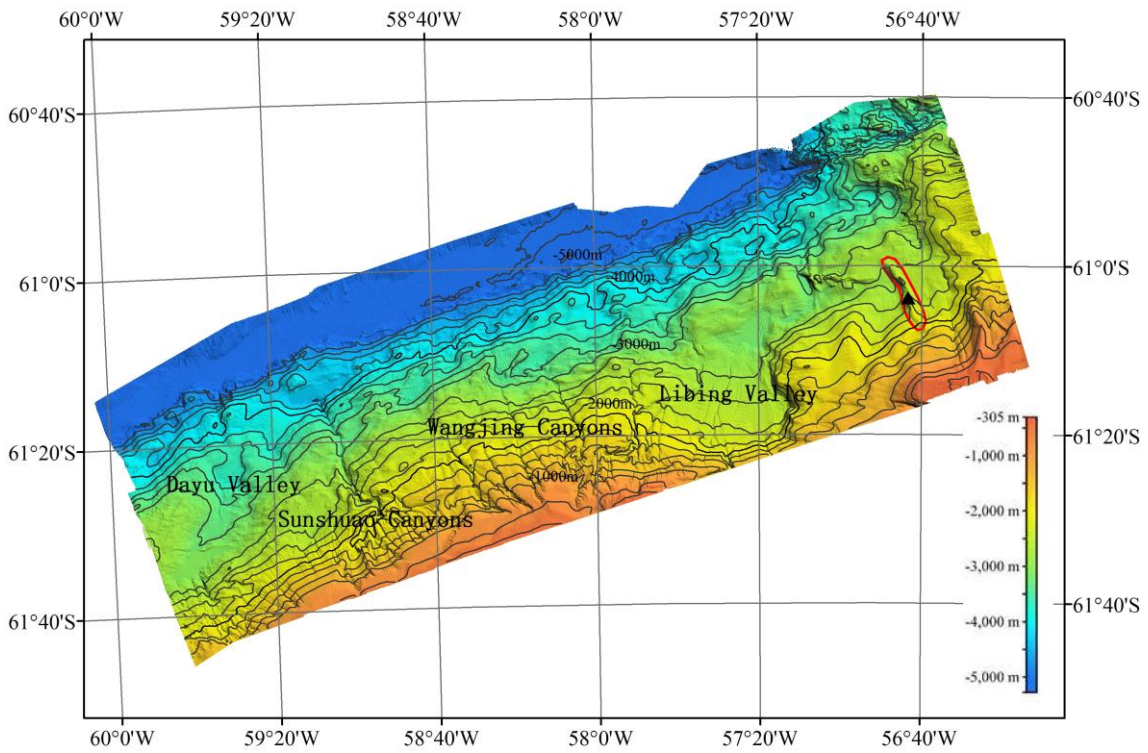 60°0'W 59°20'W 58°40'W 58°0'W 57°20'W 56°40'W
60°40'S 60°40'S
-5000m
61°0'S -4000m 61°0'S
-3000m
Libing Valley
-2000m
-305 m
Wangjing Canyons
61°20'S 61°20'S
-1,000 m
-1000m
Dayu Valley
-2,000 m
Sunshuao Canyons
-3,000 m
61°40'S 61°40'S
-4,000 m
-5,000 m
60°0'W 59°20'W 58°40'W 58°0'W 57°20'W 56°40'W